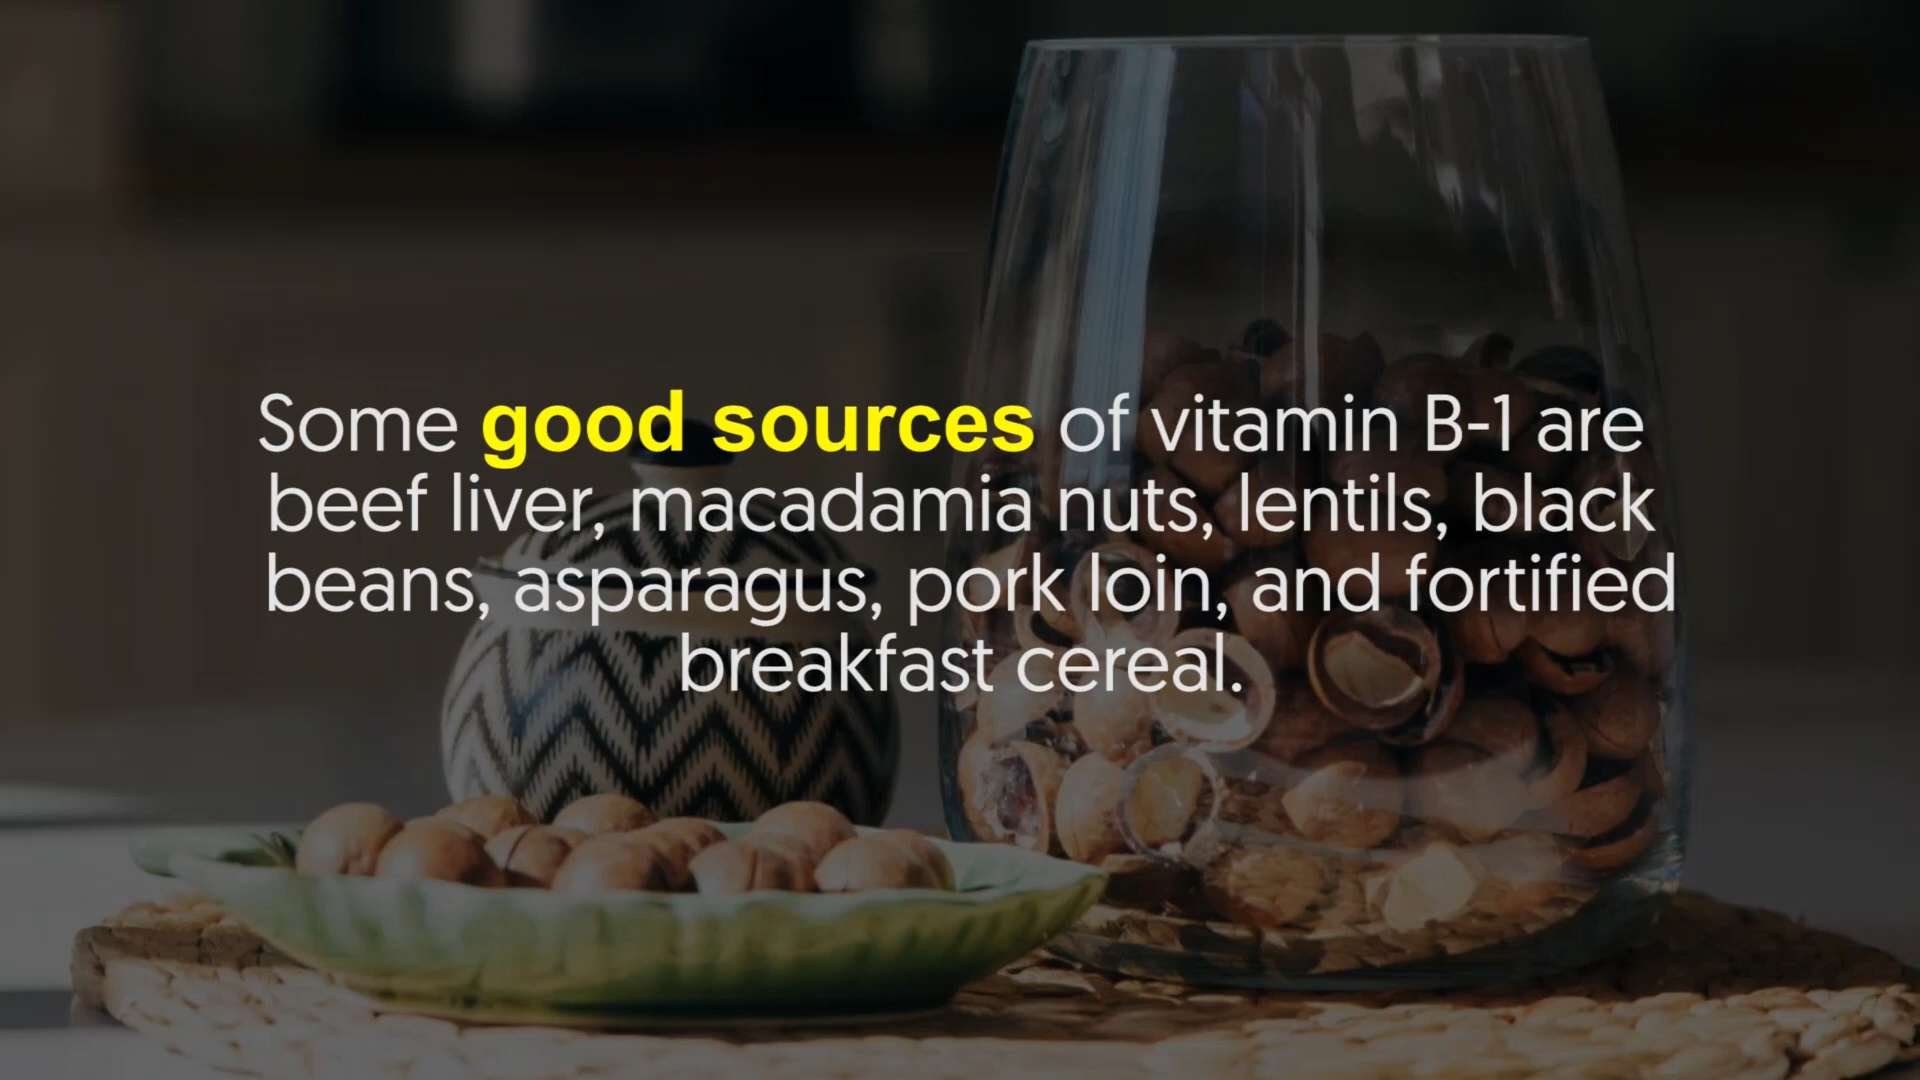 Some good sources of vitamin B-1 are
beef liver, macadamia nuts, lentils, black
beans, asparagus, pork loin, and fortified
breakfast cereal.